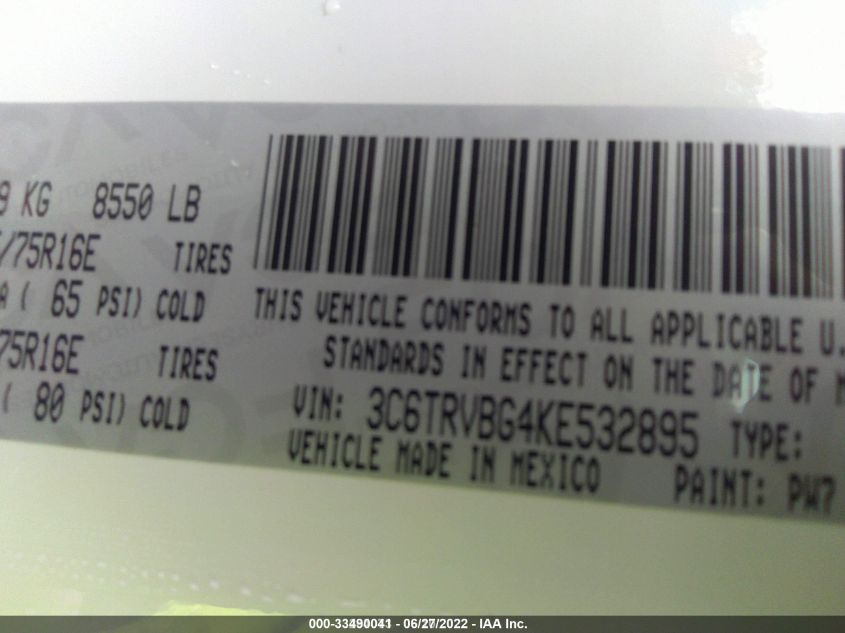 9 KG 8550 LB
/75R16E TIRES
A ( 65 PSI) COLD
75R16E TIRES
( 80 PSI) COLD
THIS VEHICLE CONFORMS TO ALL APPLICABLE U.
STANDARDS IN EFFECT ON THE DATE OF M
VIN: 3C6TRVBG4KE532895 TYPE:
VEHICLE MADE IN MEXICO PAINT: PW7
000-33490041 - 06/27/2022 - IAA Inc.